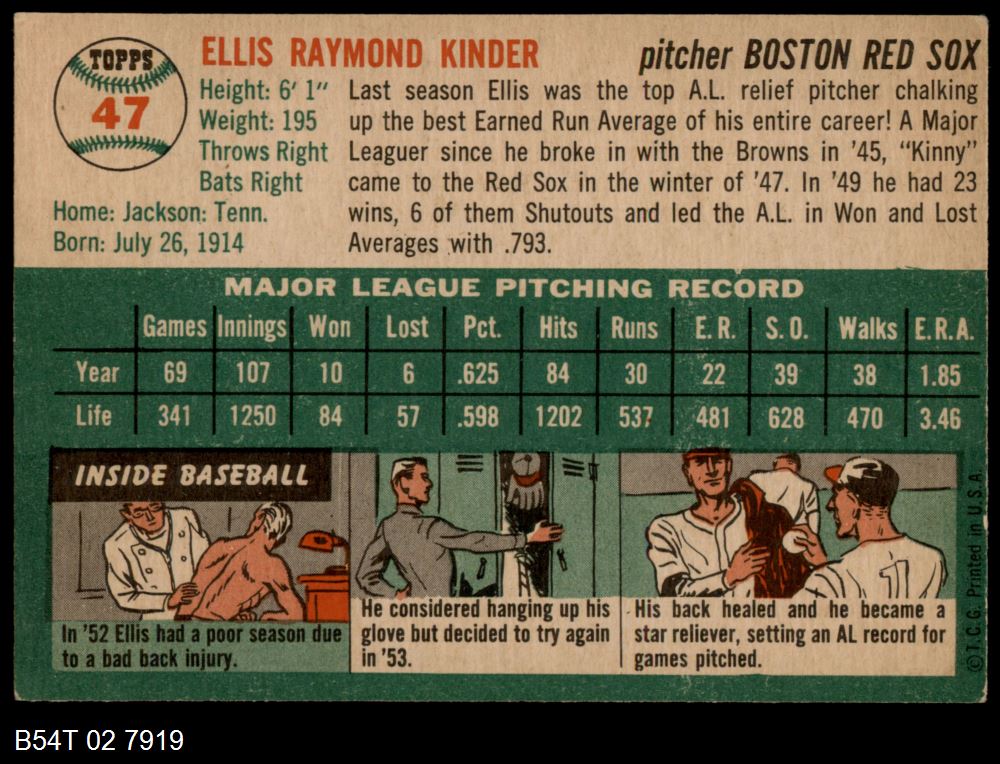 TOPPS
47
ELLIS RAYMOND KINDER
pitcher BOSTON RED SOX
Height: 6' 1"
Weight: 195
Throws Right
Bats Right
Home: Jackson: Tenn.
Born: July 26, 1914
Last season Ellis was the top A.L. relief pitcher chalking
up the best Earned Run Average of his entire career! A Major
Leaguer since he broke in with the Browns in '45, "Kinny"
came to the Red Sox in the winter of '47. In '49 he had 23
wins, 6 of them Shutouts and led the A.L. in Won and Lost
Averages with .793.
MAJOR LEAGUE PITCHING RECORD
Games Innings Won Lost Pct. Hits Runs E.R. S.O. Walks E.R.A.
Year 69 107 10 6 .625 84 30 22 39 38 1.85
Life 341 1250 84 57 .598 1202 537 481 628 470 3.46
INSIDE BASEBALL
In '52 Ellis had a poor season due
to a bad back injury.
He considered hanging up his
glove but decided to try again
in '53.
1
His back healed and he became a
star reliever, setting an AL record for
games pitched.
© T.C.G. Printed in U.S.A.
B54T 02 7919